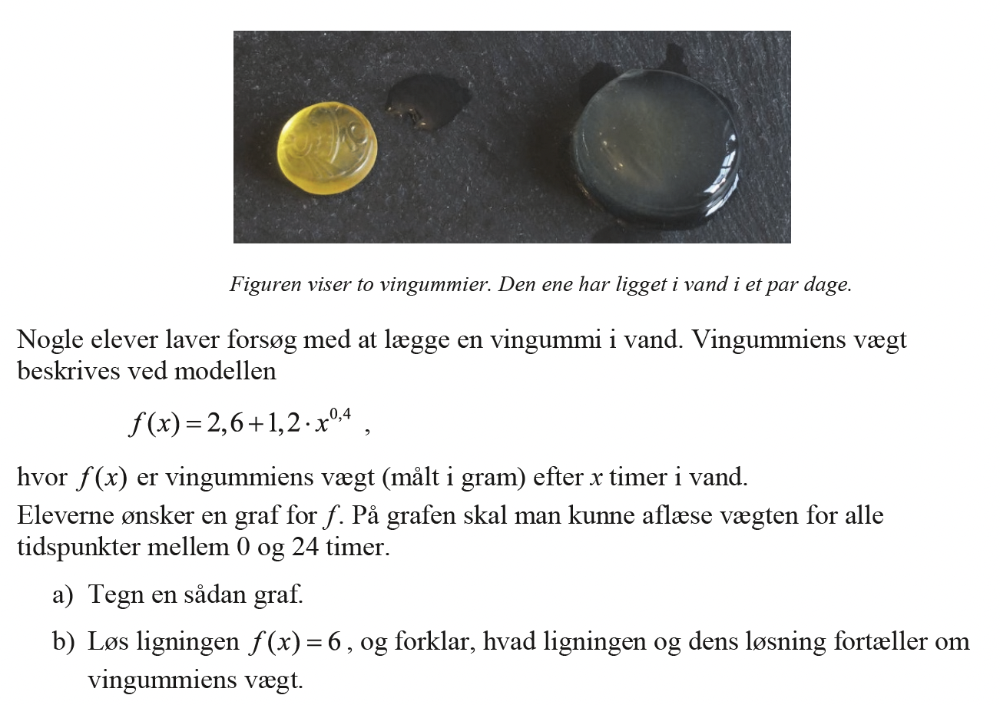 Figuren viser to vingummier. Den ene har ligget i vand i et par dage.
Nogle elever laver forsøg med at lægge en vingummi i vand. Vingummiens vægt
beskrives ved modellen
f(x) = 2,6 + 1,2 · x^0,4 ,
hvor f(x) er vingummiens vægt (målt i gram) efter x timer i vand.
Eleverne ønsker en graf for f. På grafen skal man kunne aflæse vægten for alle
tidspunkter mellem 0 og 24 timer.
a) Tegn en sådan graf.
b) Løs ligningen f(x) = 6, og forklar, hvad ligningen og dens løsning fortæller om
vingummiens vægt.